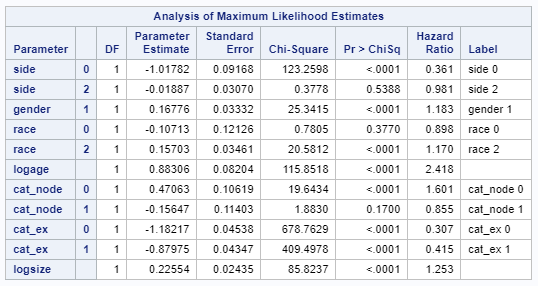 Analysis of Maximum Likelihood Estimates
Parameter DF Parameter Estimate Standard Error Chi-Square Pr > ChiSq Hazard Ratio Label
side 0 1 -1.01782 0.09168 123.2598 <.0001 0.361 side 0
side 2 1 -0.01887 0.03070 0.3778 0.5388 0.981 side 2
gender 1 1 0.16776 0.03332 25.3415 <.0001 1.183 gender 1
race 0 1 -0.10713 0.12126 0.7805 0.3770 0.898 race 0
race 2 1 0.15703 0.03461 20.5812 <.0001 1.170 race 2
logage 1 0.88306 0.08204 115.8518 <.0001 2.418
cat_node 0 1 0.47063 0.10619 19.6434 <.0001 1.601 cat_node 0
cat_node 1 1 -0.15647 0.11403 1.8830 0.1700 0.855 cat_node 1
cat_ex 0 1 -1.18217 0.04538 678.7629 <.0001 0.307 cat_ex 0
cat_ex 1 1 -0.87975 0.04347 409.4978 <.0001 0.415 cat_ex 1
logsize 1 0.22554 0.02435 85.8237 <.0001 1.253